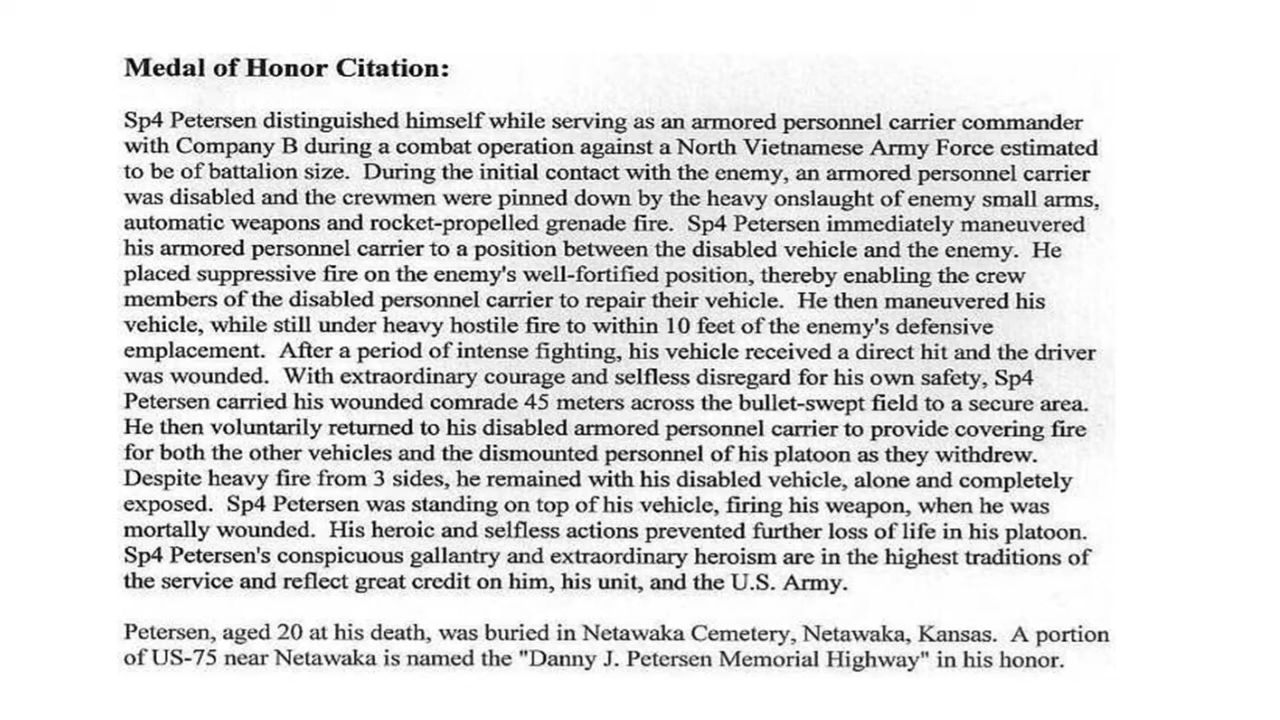 Medal of Honor Citation:
Sp4 Petersen distinguished himself while serving as an armored personnel carrier commander
with Company B during a combat operation against a North Vietnamese Army Force estimated
to be of battalion size.  During the initial contact with the enemy, an armored personnel carrier
was disabled and the crewmen were pinned down by the heavy onslaught of enemy small arms,
automatic weapons and rocket-propelled grenade fire.  Sp4 Petersen immediately maneuvered
his armored personnel carrier to a position between the disabled vehicle and the enemy.  He
placed suppressive fire on the enemy's well-fortified position, thereby enabling the crew
members of the disabled personnel carrier to repair their vehicle.  He then maneuvered his
vehicle, while still under heavy hostile fire to within 10 feet of the enemy's defensive
emplacement.  After a period of intense fighting, his vehicle received a direct hit and the driver
was wounded.  With extraordinary courage and selfless disregard for his own safety, Sp4
Petersen carried his wounded comrade 45 meters across the bullet-swept field to a secure area.
He then voluntarily returned to his disabled armored personnel carrier to provide covering fire
for both the other vehicles and the dismounted personnel of his platoon as they withdrew.
Despite heavy fire from 3 sides, he remained with his disabled vehicle, alone and completely
exposed.  Sp4 Petersen was standing on top of his vehicle, firing his weapon, when he was
mortally wounded.  His heroic and selfless actions prevented further loss of life in his platoon.
Sp4 Petersen's conspicuous gallantry and extraordinary heroism are in the highest traditions of
the service and reflect great credit on him, his unit, and the U.S. Army.
Petersen, aged 20 at his death, was buried in Netawaka Cemetery, Netawaka, Kansas.  A portion
of US-75 near Netawaka is named the "Danny J. Petersen Memorial Highway" in his honor.